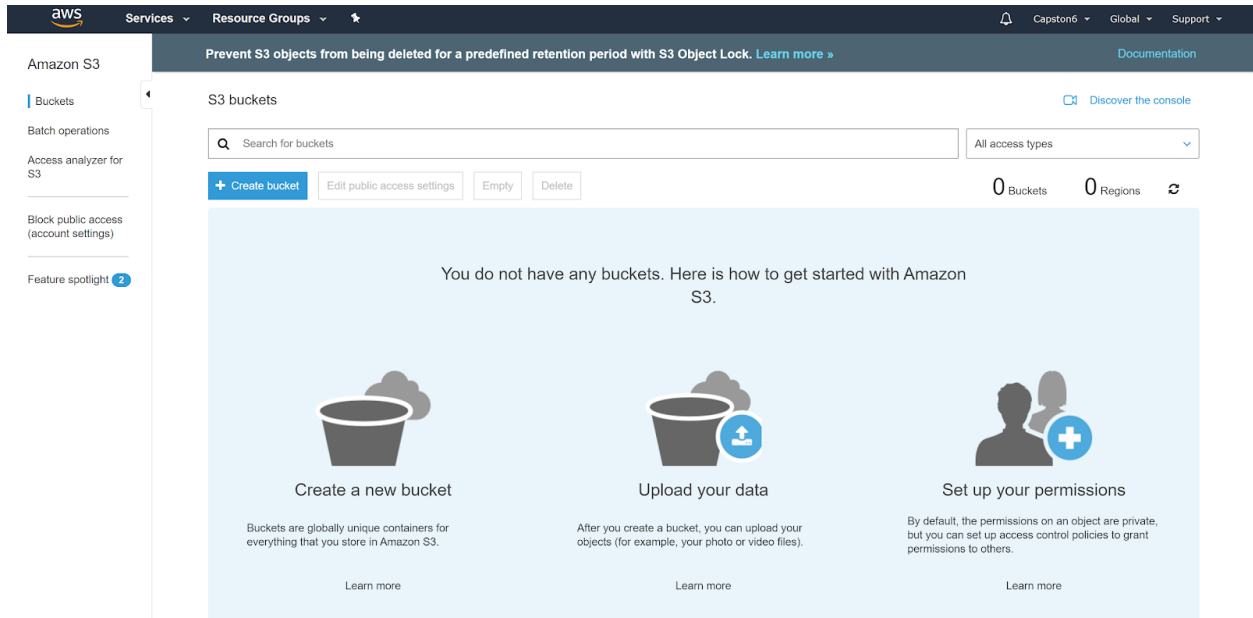 aws Services Resource Groups Capston6 Global Support
Prevent S3 objects from being deleted for a predefined retention period with S3 Object Lock. Learn more » Documentation
Amazon S3
Buckets
Batch operations
Access analyzer for
S3
Block public access
(account settings)
Feature spotlight 2
S3 buckets
Discover the console
Search for buckets
All access types
Create bucket Edit public access settings Empty Delete
0 Buckets 0 Regions
You do not have any buckets. Here is how to get started with Amazon
S3.
Create a new bucket
Buckets are globally unique containers for
everything that you store in Amazon S3.
Learn more
Upload your data
After you create a bucket, you can upload your
objects (for example, your photo or video files).
Learn more
Set up your permissions
By default, the permissions on an object are private,
but you can set up access control policies to grant
permissions to others.
Learn more